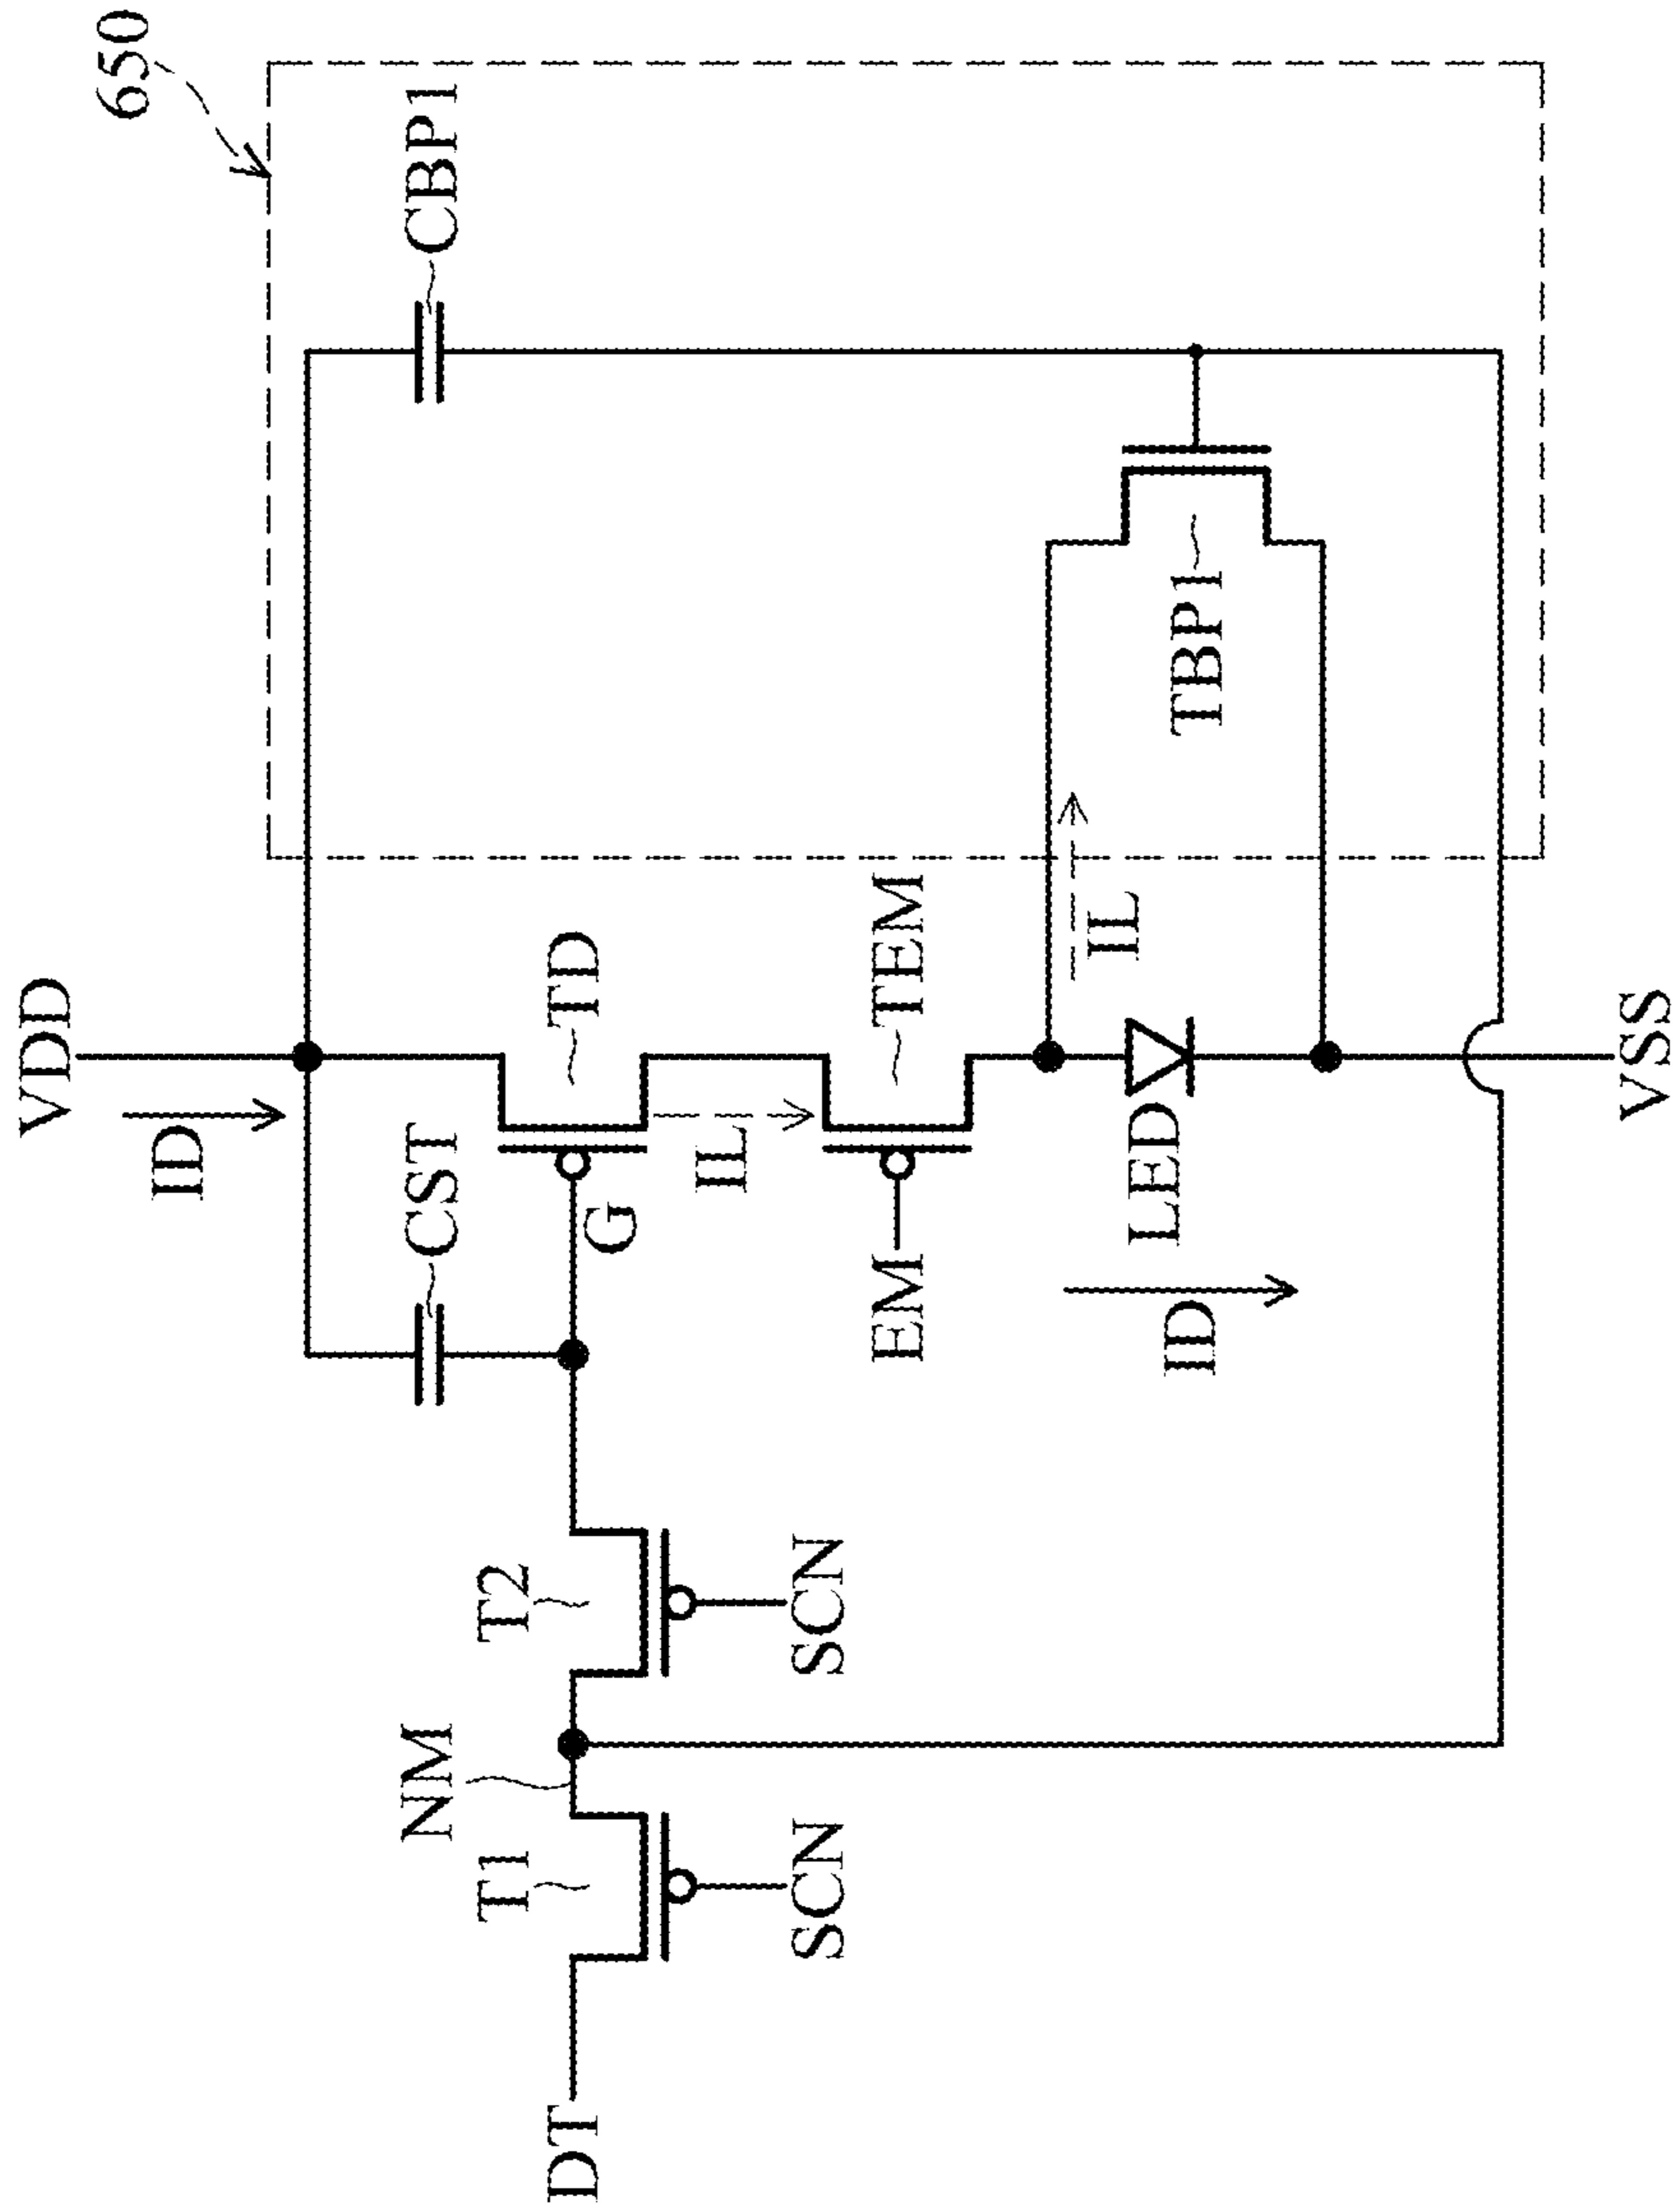 650
VDD
ID
CST
CBP1
TD
G
IL
T2
NM
T1
SCN
SCN
DT
EM
TEM
IL
LED
TBP1
ID
VSS